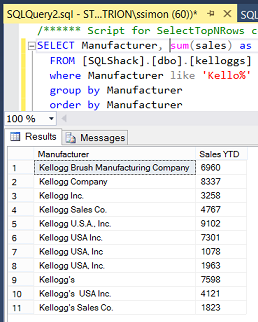 SQLQuery2.sql - ST...TRION\ssimon (60))*
SQL
/****** Script for SelectTopNRows c
SELECT Manufacturer, sum(sales) as
FROM [SQLShack].[dbo].[kelloggs]
where Manufacturer like 'Kello%'
group by Manufacturer
order by Manufacturer
100 %
Results Messages
Manufacturer Sales YTD
1 Kellogg Brush Manufacturing Company 6960
2 Kellogg Company 8337
3 Kellogg Inc. 3258
4 Kellogg Sales Co. 4767
5 Kellogg U.S.A., Inc. 9102
6 Kellogg USA Inc. 7301
7 Kellogg USA, Inc 1078
8 Kellogg USA, Inc. 1963
9 Kellogg's 7598
10 Kellogg's  USA Inc. 4121
11 Kellogg's Sales Co. 1823